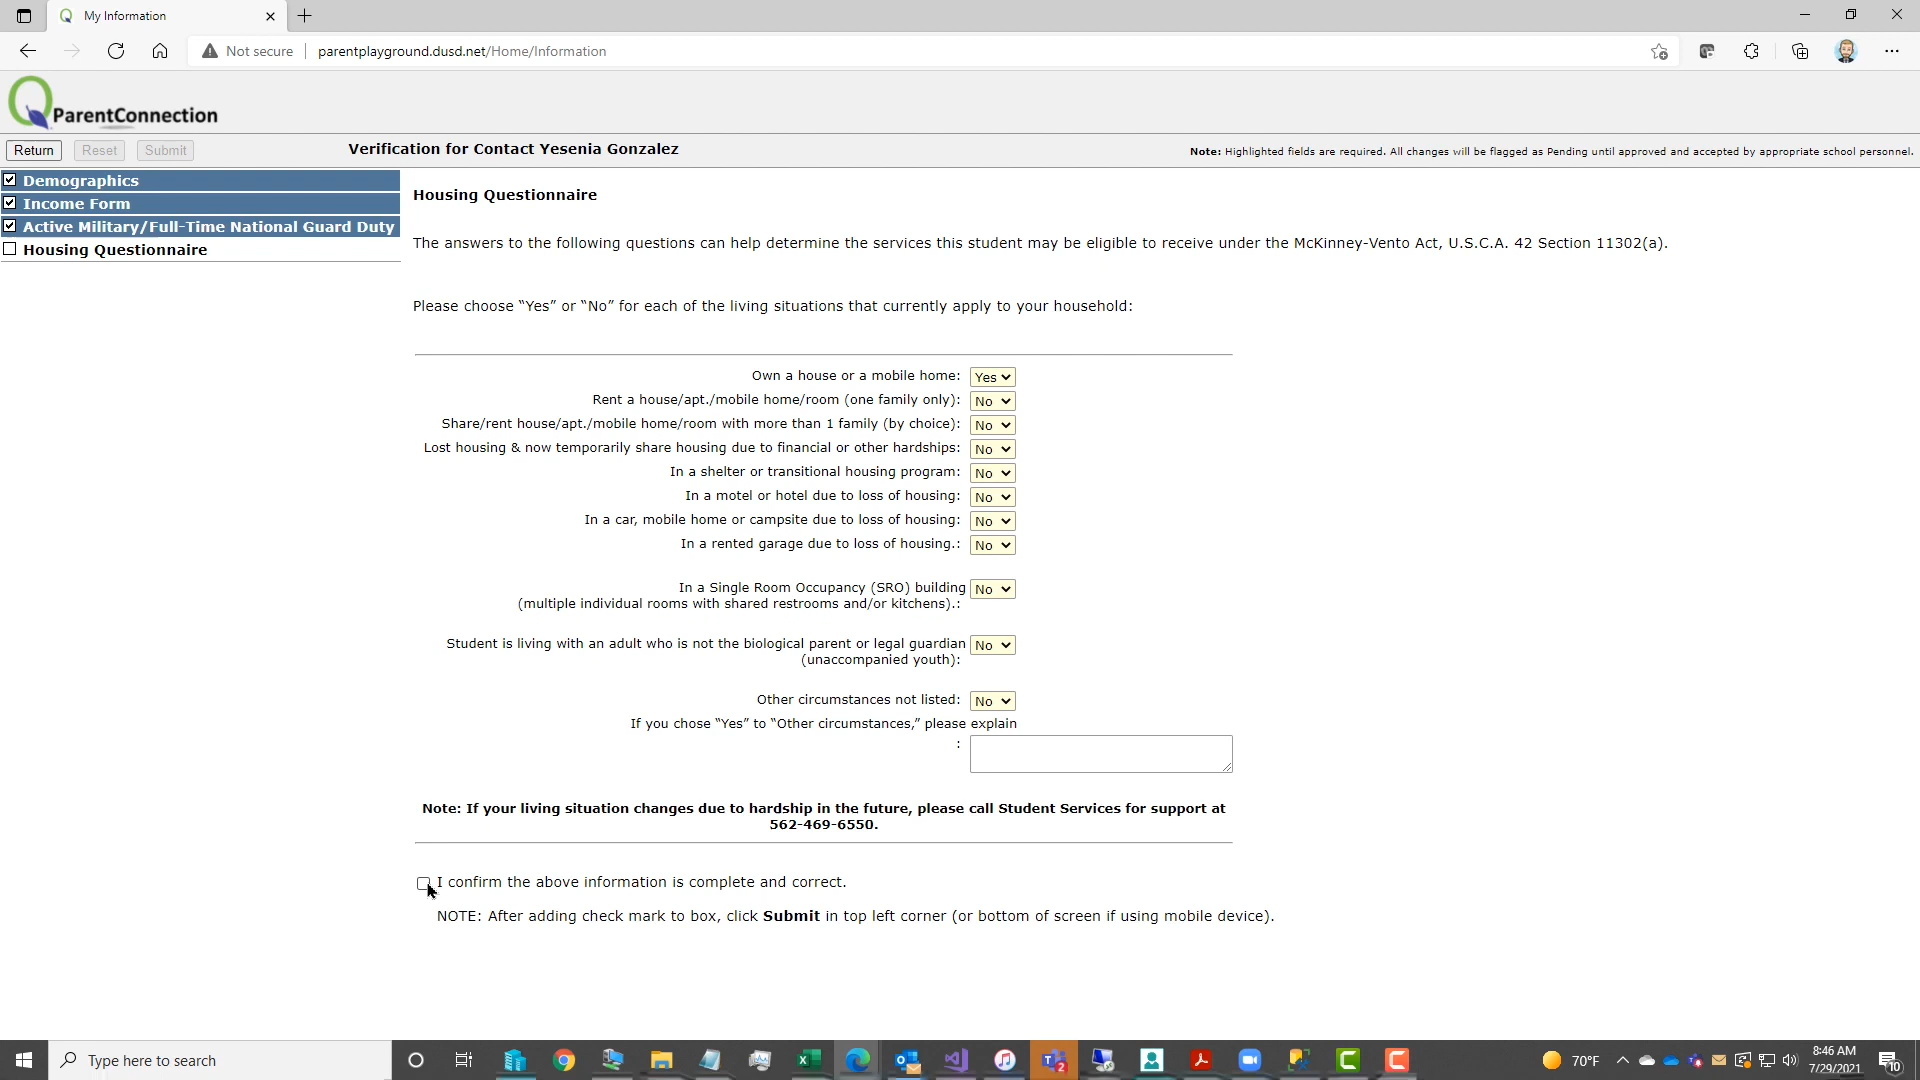 My Information
Not secure
parentplayground.dusd.net/Home/Information
ParentConnection
Return Reset Submit
Verification for Contact Yesenia Gonzalez
Note: Highlighted fields are required. All changes will be flagged as Pending until approved and accepted by appropriate school personnel.
Demographics
Income Form
Active Military/Full-Time National Guard Duty
Housing Questionnaire
Housing Questionnaire
The answers to the following questions can help determine the services this student may be eligible to receive under the McKinney-Vento Act, U.S.C.A. 42 Section 11302(a).
Please choose “Yes” or “No” for each of the living situations that currently apply to your household:
Own a house or a mobile home: Yes
Rent a house/apt./mobile home/room (one family only): No
Share/rent house/apt./mobile home/room with more than 1 family (by choice): No
Lost housing & now temporarily share housing due to financial or other hardships: No
In a shelter or transitional housing program: No
In a motel or hotel due to loss of housing: No
In a car, mobile home or campsite due to loss of housing: No
In a rented garage due to loss of housing.: No
In a Single Room Occupancy (SRO) building No
(multiple individual rooms with shared restrooms and/or kitchens).:
Student is living with an adult who is not the biological parent or legal guardian No
(unaccompanied youth):
Other circumstances not listed: No
If you chose “Yes” to “Other circumstances,” please explain
:
Note: If your living situation changes due to hardship in the future, please call Student Services for support at
562-469-6550.
I confirm the above information is complete and correct.
NOTE: After adding check mark to box, click Submit in top left corner (or bottom of screen if using mobile device).
Type here to search
70°F
8:46 AM
7/29/2021
10
2